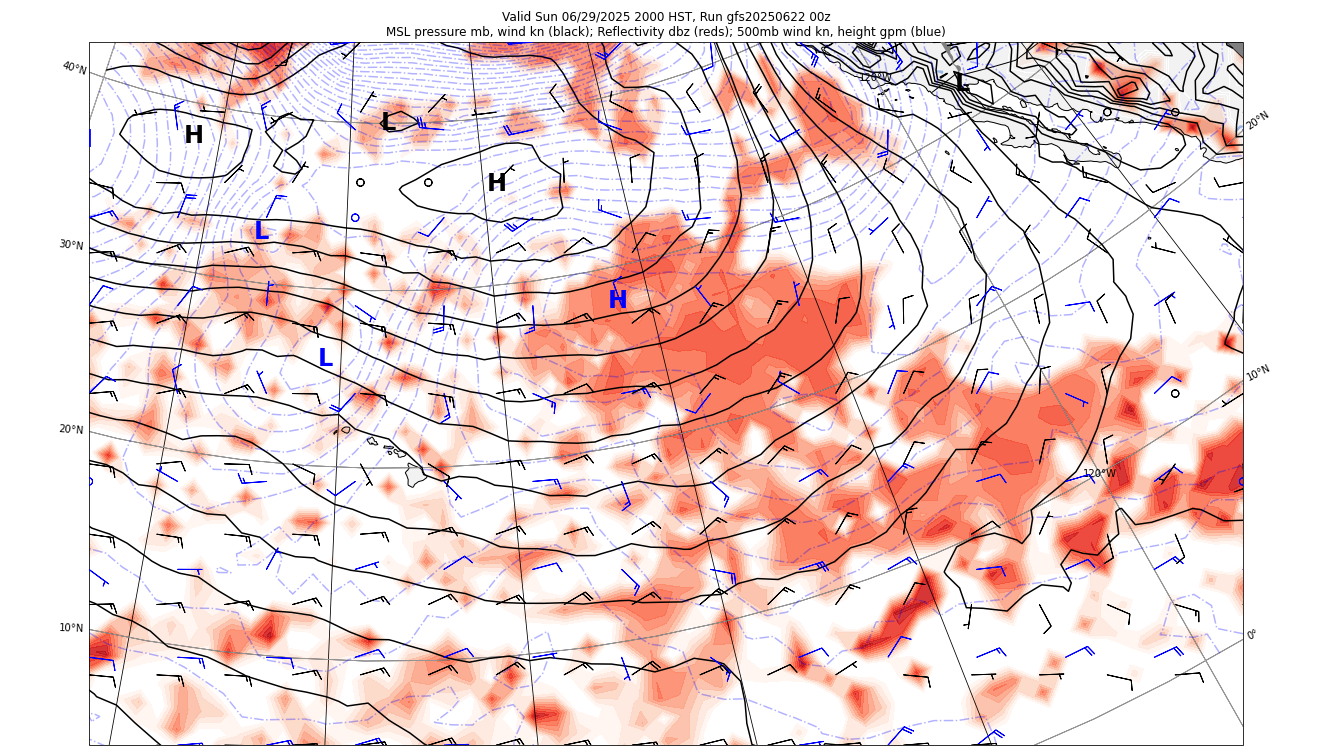 Valid Sun 06/29/2025 2000 HST, Run gfs20250622 00z
MSL pressure mb, wind kn (black); Reflectivity dbz (reds); 500mb wind kn, height gpm (blue)
40°N
120°W
L
20°N
H
L
H
30°N
L
H
L
10°N
20°N
120°W
10°N
0°